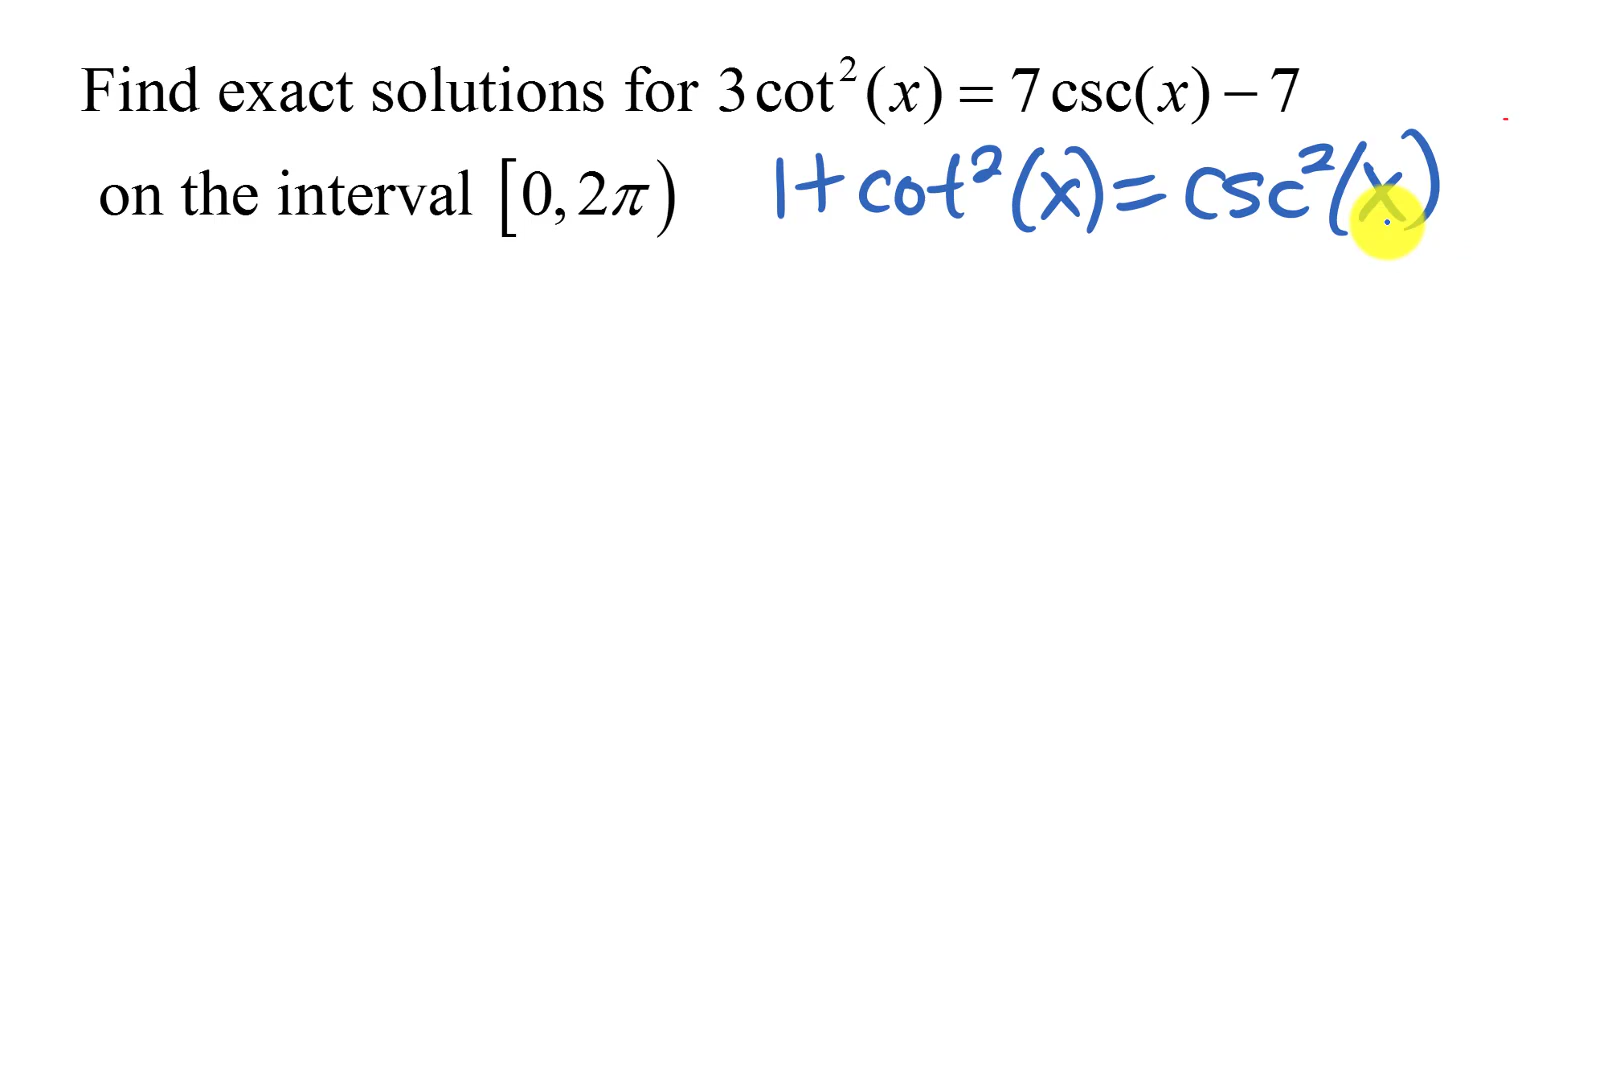 Find exact solutions for 3cot²(x) = 7csc(x) − 7
on the interval [0, 2π) 1+cot²(x)=csc²(x)